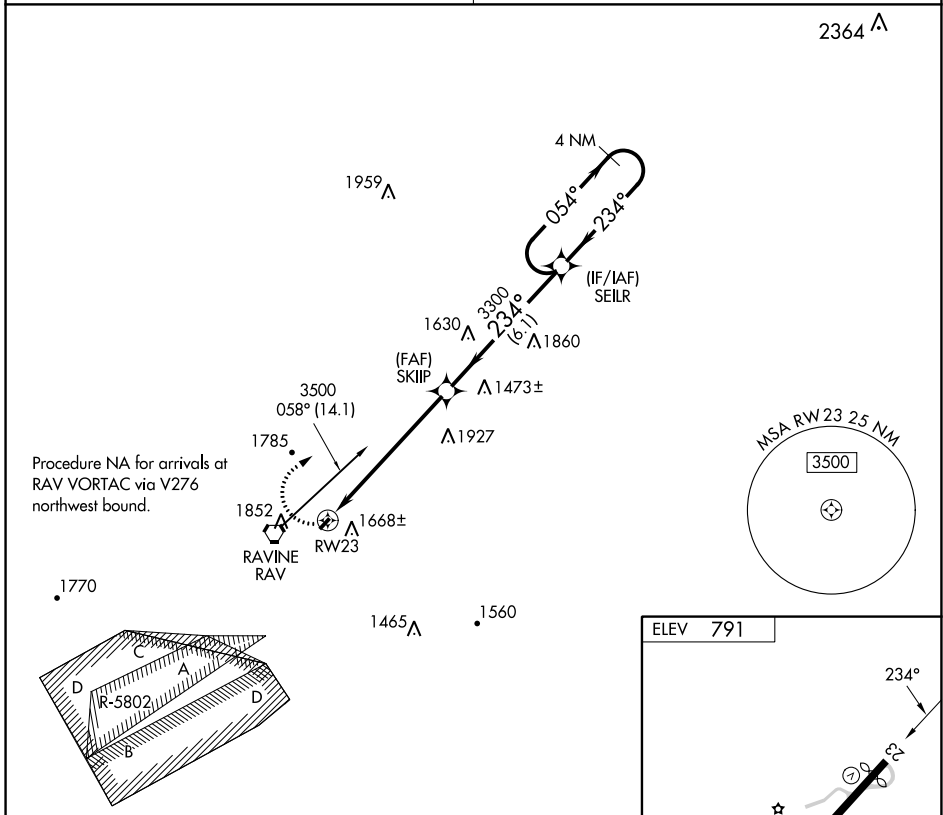 2364
4 NM
1959
054°
234°
(IF/IAF)
SEILR
3300
234°
(6.1)
1630
1860
(FAF)
SKIIP
1473±
3500
058° (14.1)
1927
1785
MSA RW23 25 NM
3500
Procedure NA for arrivals at
RAV VORTAC via V276
northwest bound.
1852
1668±
RW23
RAVINE
RAV
1770
1465
1560
ELEV 791
C
A
D
R-5802
D
B
234°
23
V